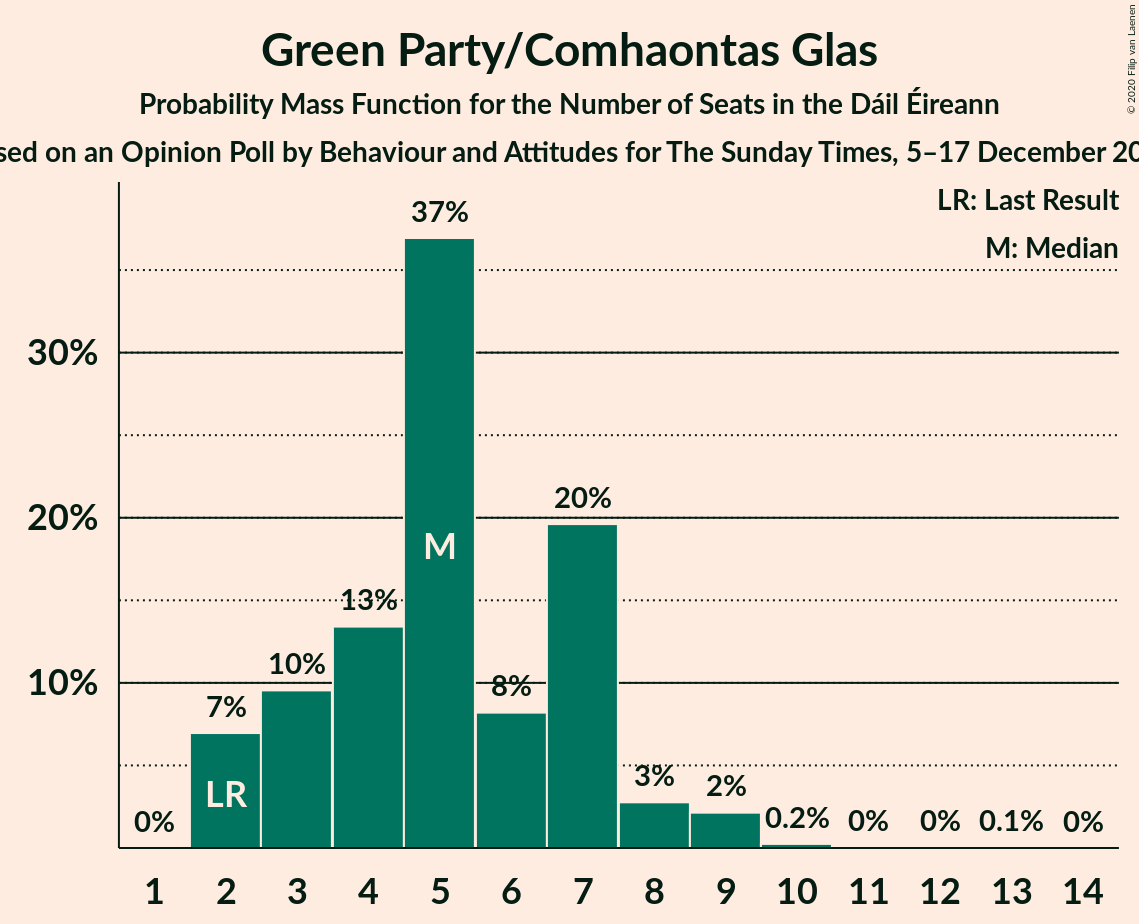 Green Party/Comhaontas Glas
Probability Mass Function for the Number of Seats in the Dáil Éireann
on an Opinion Poll by Behaviour and Attitudes for The Sunday Times, 5–17 December
© 2020 Filip van Laenen
LR: Last Result
M: Median
37%
30%
20%
20%
M
13%
10%
10%
8%
7%
LR
3%
2%
0%
0.2%
0%
0%
0.1%
0%
1 2 3 4 5 6 7 8 9 10 11 12 13 14